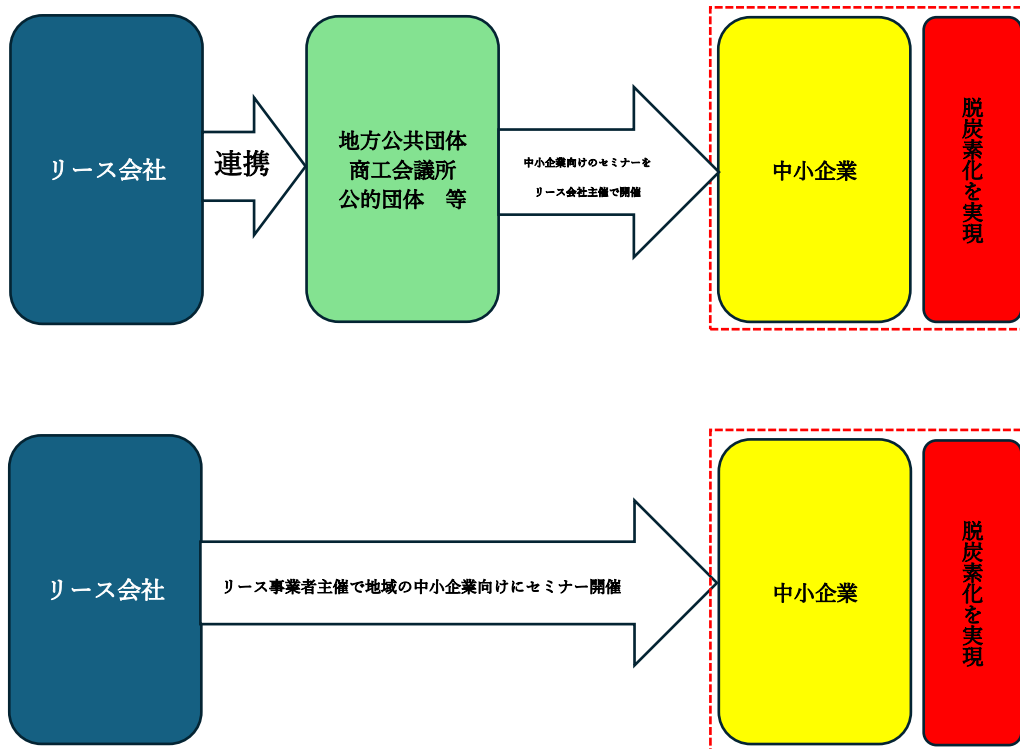 リース会社
連携
地方公共団体
商工会議所
公的団体　等
中小企業向けのセミナーを
リース会社主催で開催
中小企業
脱炭素化を実現
リース会社
リース事業者主催で地域の中小企業向けにセミナー開催
中小企業
脱炭素化を実現